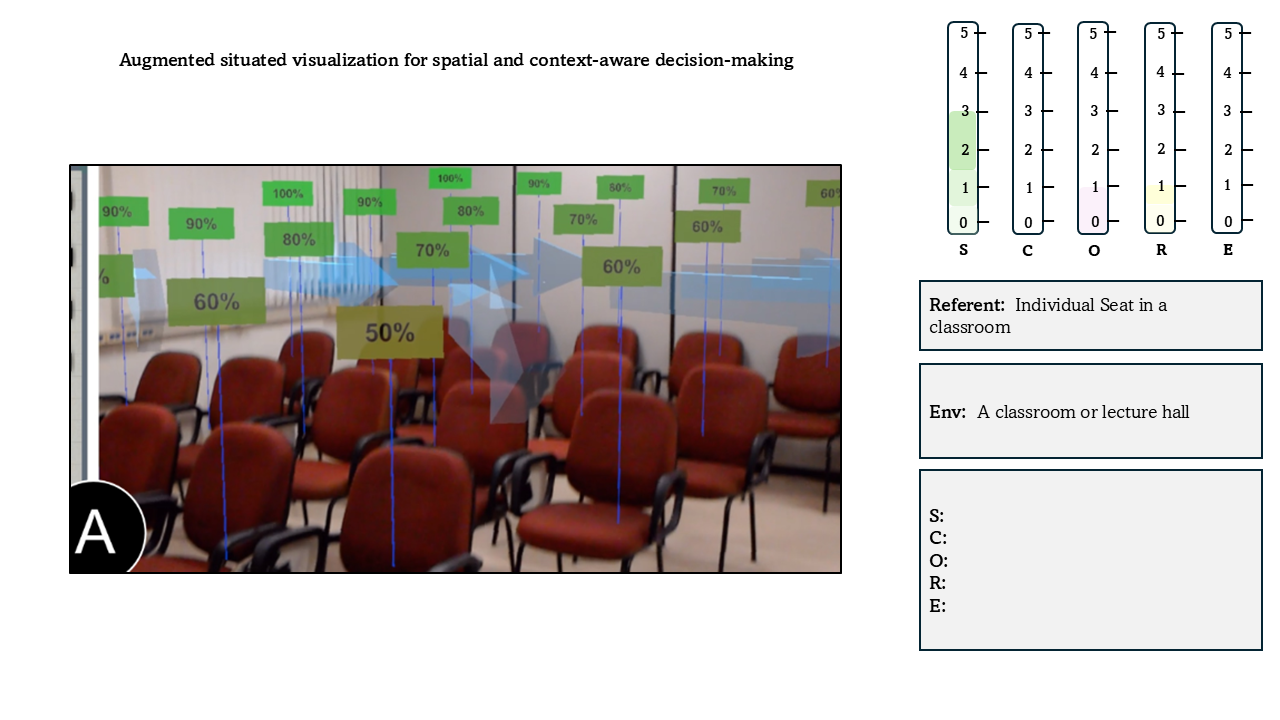 Augmented situated visualization for spatial and context-aware decision-making
100% 90% 80% 70% 60%
100% 90% 80%
90% 90% 80% 70% 60%
80% 70% 60%
%
60%
50%
A
5 5 5 5 5
4 4 4 4 4
3 3 3 3 3
2 2 2 2 2
1 1 1 1 1
0 0 0 0 0
S C O R E
Referent: Individual Seat in a
classroom
Env: A classroom or lecture hall
S:
C:
O:
R:
E: